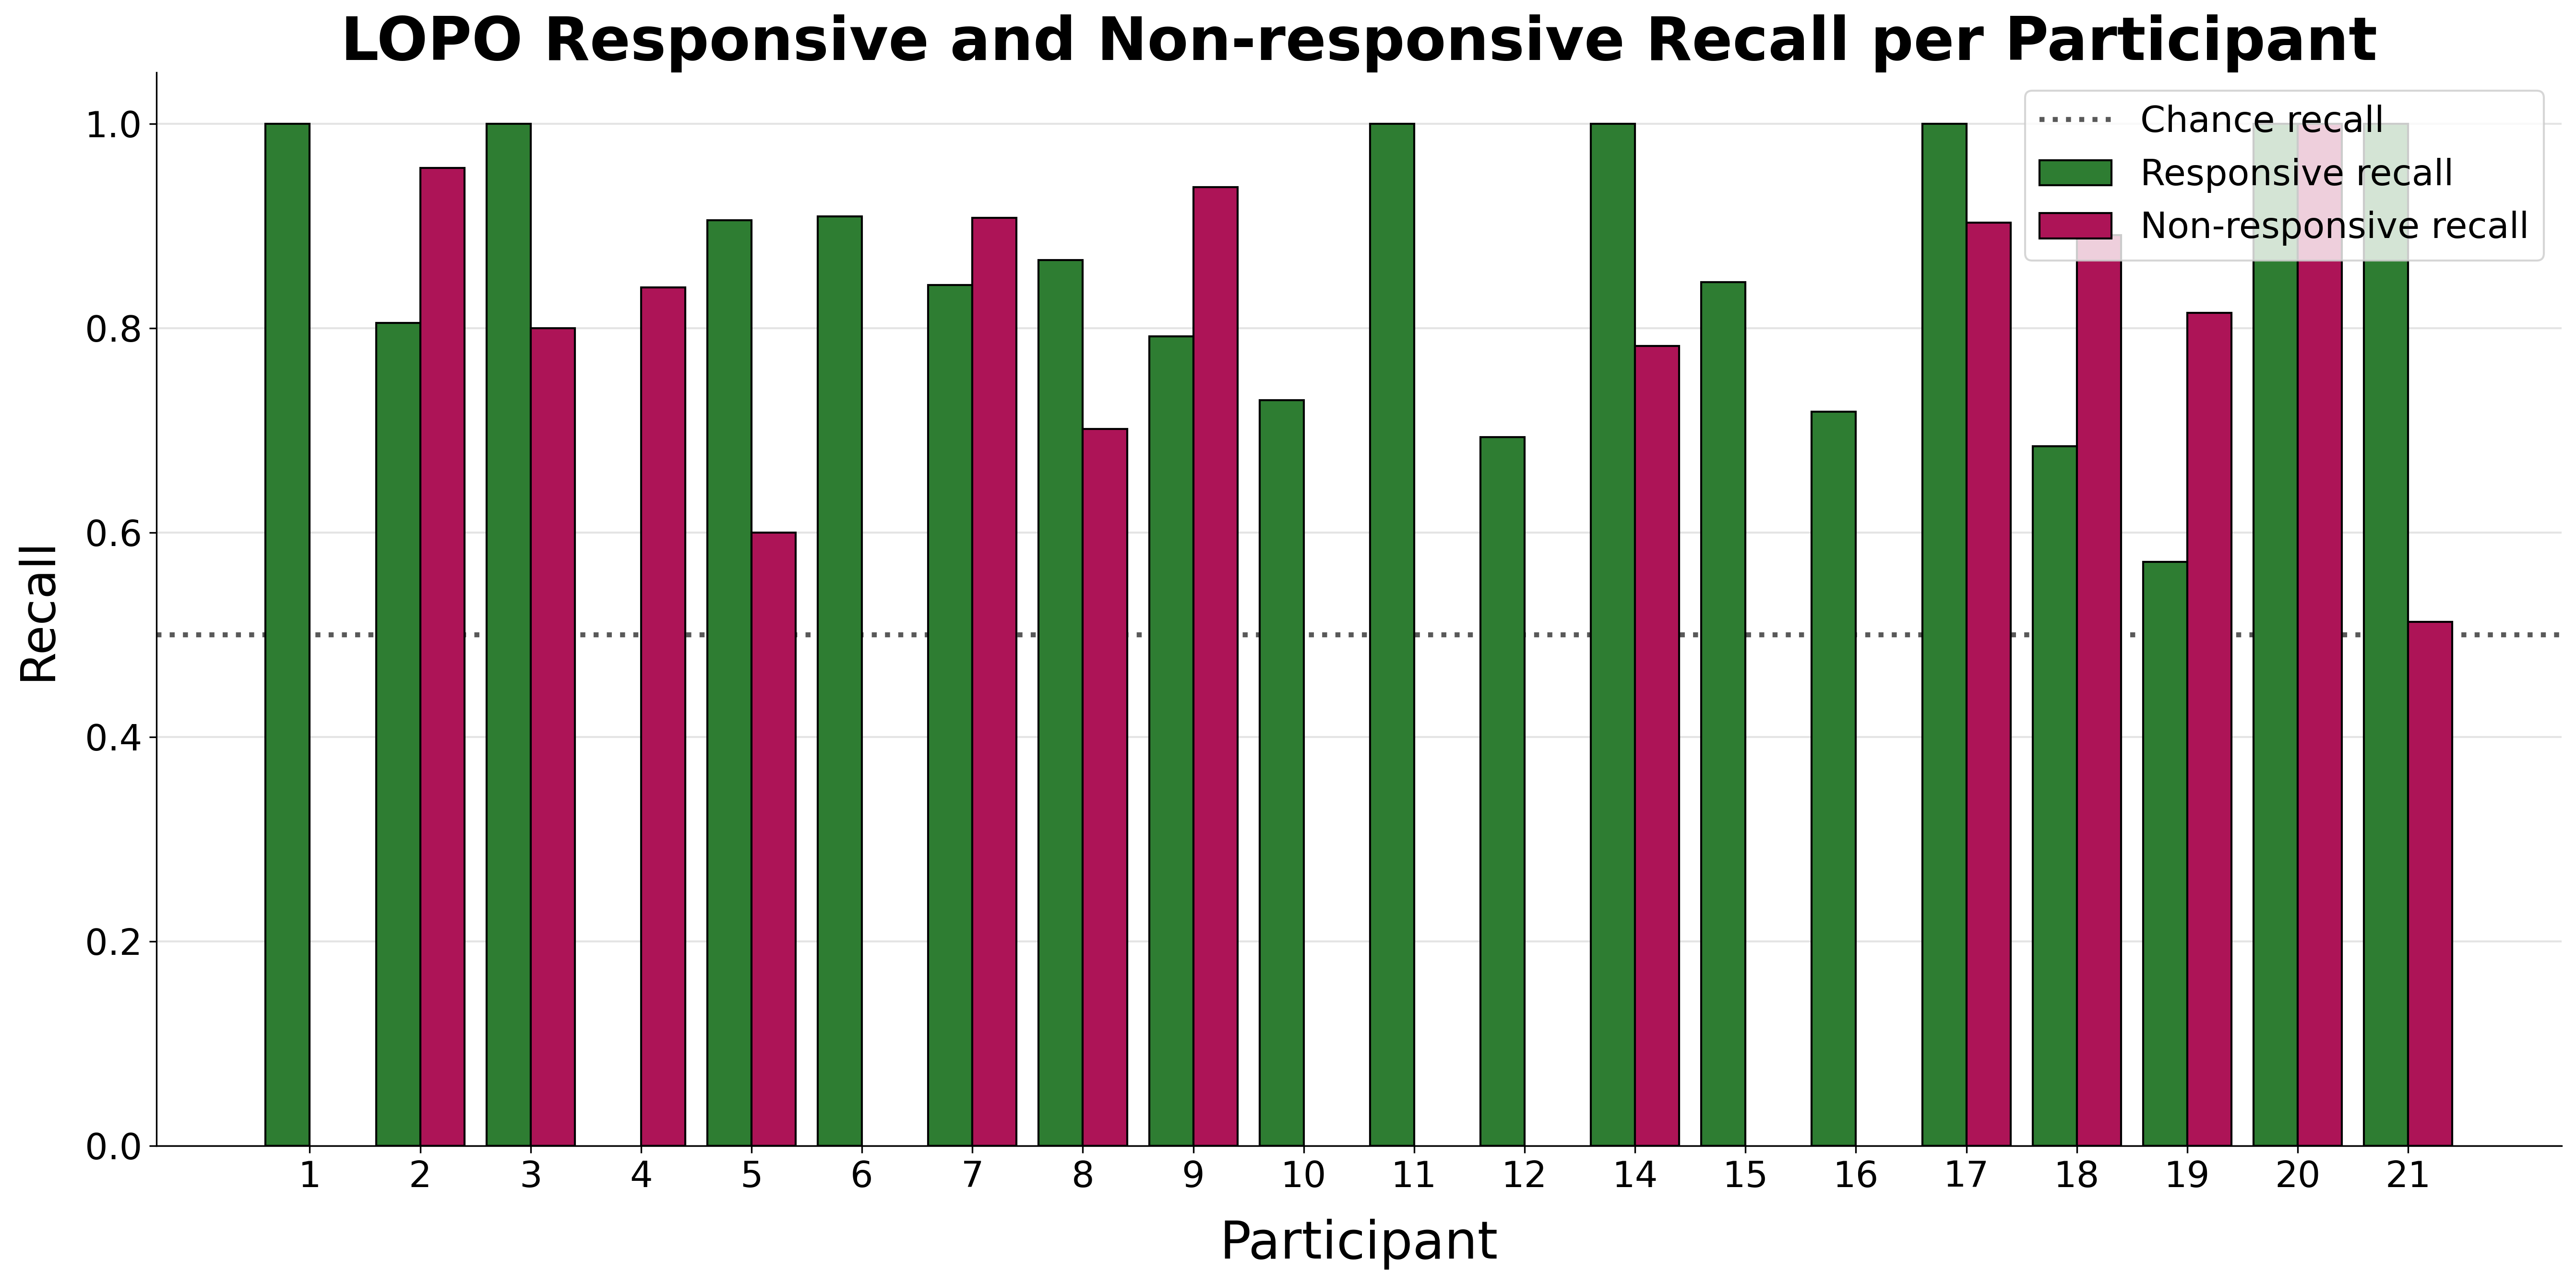 LOPO Responsive and Non-responsive Recall per Participant
Chance recall
Responsive recall
Non-responsive recall
Recall
1.0
0.8
0.6
0.4
0.2
0.0
1 2 3 4 5 6 7 8 9 10 11 12 14 15 16 17 18 19 20 21
Participant